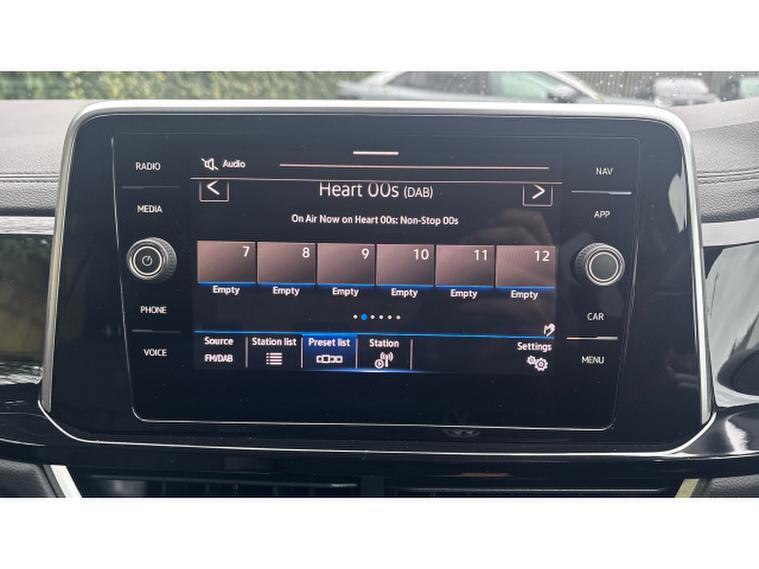 RADIO
MEDIA
PHONE
VOICE
Audio
Heart 00s (DAB)
On Air Now on Heart 00s: Non-Stop 00s
7 8 9 10 11 12
Empty Empty Empty Empty Empty Empty
Source Station list Preset list Station Settings
FM/DAB
NAV
APP
CAR
MENU